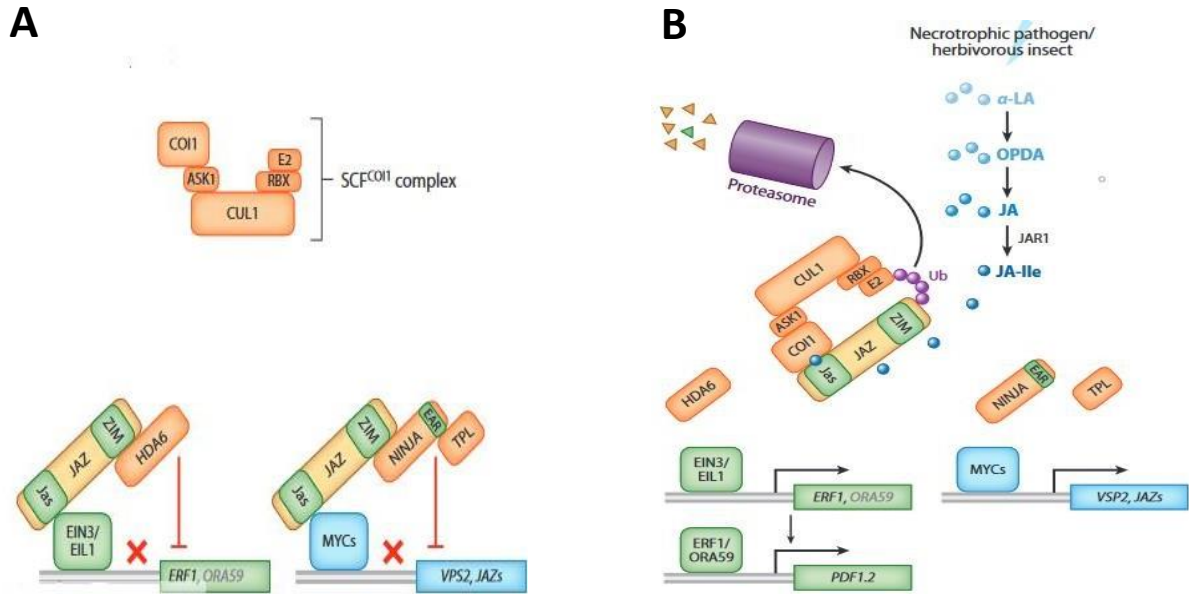 A
COI1
ASK1
E2
RBX
CUL1
SCFCOI1 complex
ZIM
JAZ
Jas
HDA6
EIN3/
EIL1
ERF1, ORA59
ZIM
JAZ
Jas
NINJA
EAR
TPL
MYCs
VPS2, JAZs
B
Necrotrophic pathogen/
herbivorous insect
α-LA
OPDA
JA
JAR1
JA-Ile
Proteasome
Ub
CUL1
RBX
E2
ASK1
COI1
ZIM
JAZ
Jas
HDA6
NINJA
EAR
TPL
EIN3/
EIL1
ERF1, ORA59
MYCs
VSP2, JAZs
ERF1/
ORA59
PDF1.2